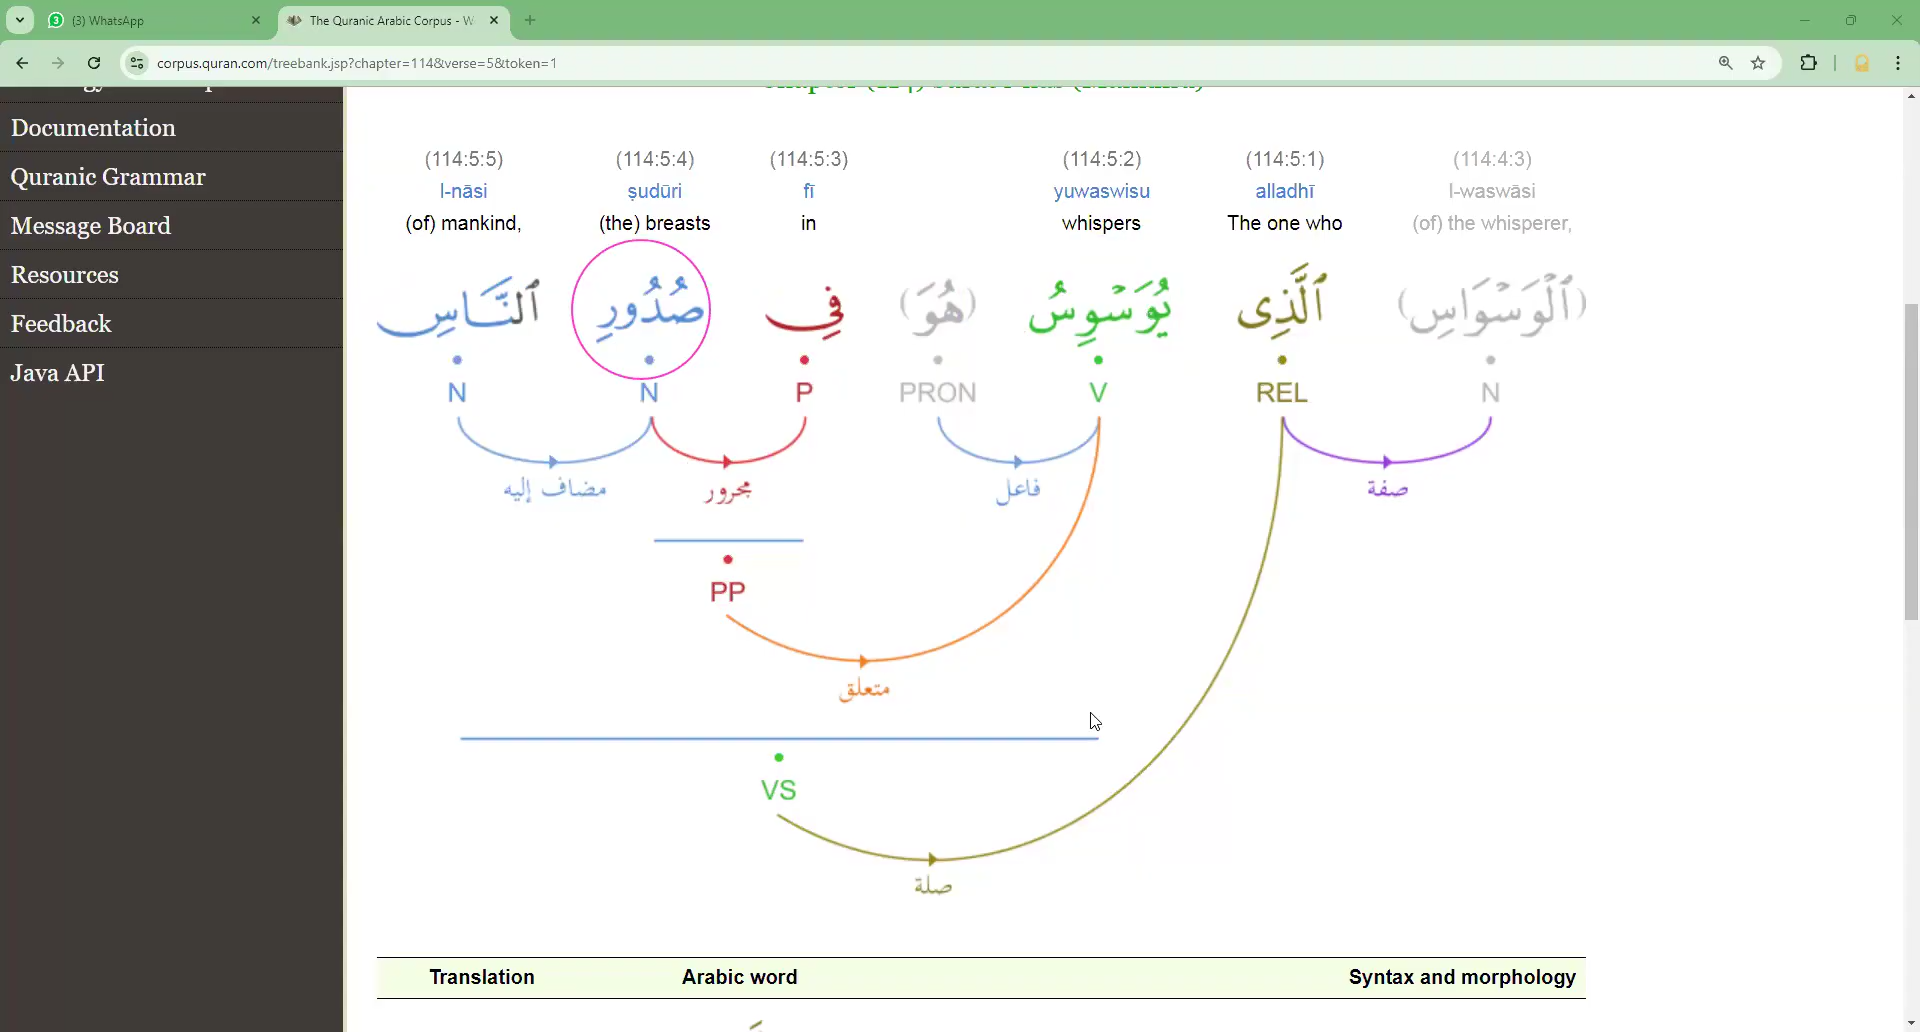 (3) WhatsApp
The Quranic Arabic Corpus - W
corpus.quran.com/treebank.jsp?chapter=114&verse=5&token=1
Documentation
Quranic Grammar
Message Board
Resources
Feedback
Java API
(114:5:5) (114:5:4) (114:5:3) (114:5:2) (114:5:1) (114:4:3)
l-nāsi ṣudūri fī yuwaswisu alladhī l-waswāsi
(of) mankind, (the) breasts in whispers The one who (of) the whisperer,
(ٱلْوَسْوَاسِ) ٱلَّذِى يُوَسْوِسُ (هُوَ) فِى صُدُورِ ٱلنَّاسِ
N N P PRON V REL N
صفة فاعل مجرور مضاف إليه
PP
متعلق
VS
صلة
Translation Arabic word Syntax and morphology